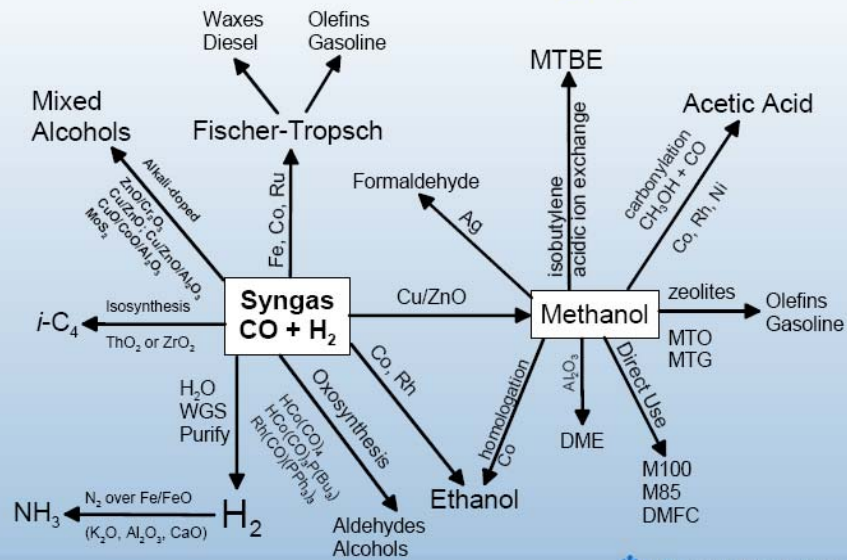 Waxes
Diesel
Olefins
Gasoline
MTBE
Mixed
Alcohols
Fischer-Tropsch
Acetic Acid
Alkali-doped
ZnO/Cr₂O₃
Cu/ZnO; Cu/ZnO/Al₂O₃
CuO/CoO/Al₂O₃
MoS₂
Fe, Co, Ru
Formaldehyde
Ag
isobutylene
acidic ion exchange
carbonylation
CH₃OH + CO
Co, Rh, Ni
i-C₄
Isosynthesis
ThO₂ or ZrO₂
Syngas
CO + H₂
Cu/ZnO
Methanol
zeolites
MTO
MTG
Olefins
Gasoline
H₂O
WGS
Purify
Oxosynthesis
HCo(CO)₄
HCo(CO)₃P(Bu₃)
Rh(CO)(PPh₃)₃
Co, Rh
homologation
Co
Al₂O₃
Direct Use
DME
M100
M85
DMFC
Ethanol
Aldehydes
Alcohols
NH₃
N₂ over Fe/FeO
(K₂O, Al₂O₃, CaO)
H₂